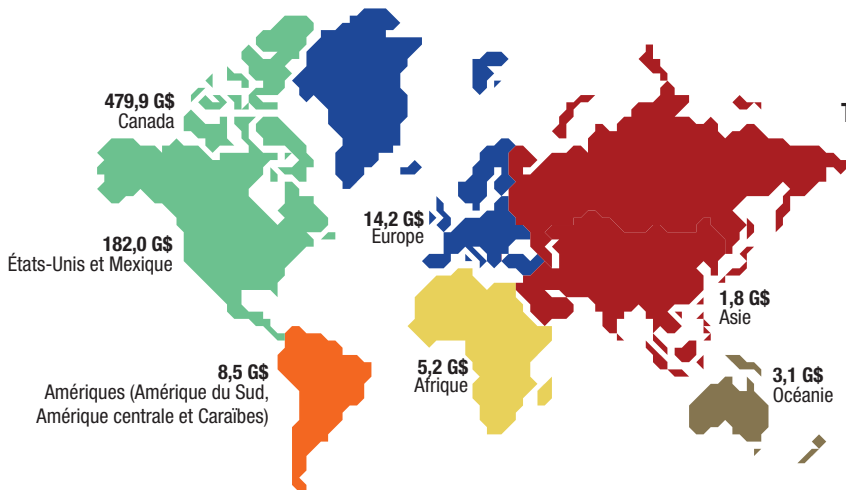 479,9 G$
Canada
T
182,0 G$
États-Unis et Mexique
14,2 G$
Europe
1,8 G$
Asie
8,5 G$
Amériques (Amérique du Sud,
Amérique centrale et Caraïbes)
5,2 G$
Afrique
3,1 G$
Océanie